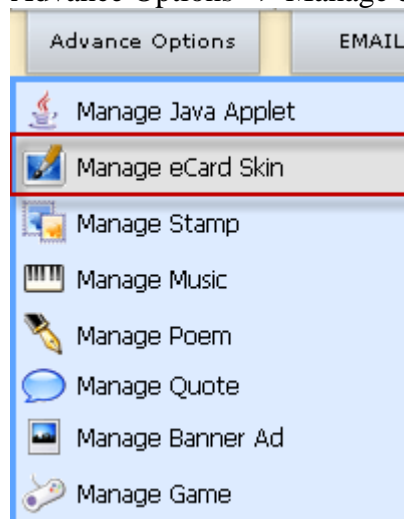 Advance Options
EMAIL
Manage Java Applet
Manage eCard Skin
Manage Stamp
Manage Music
Manage Poem
Manage Quote
Manage Banner Ad
Manage Game